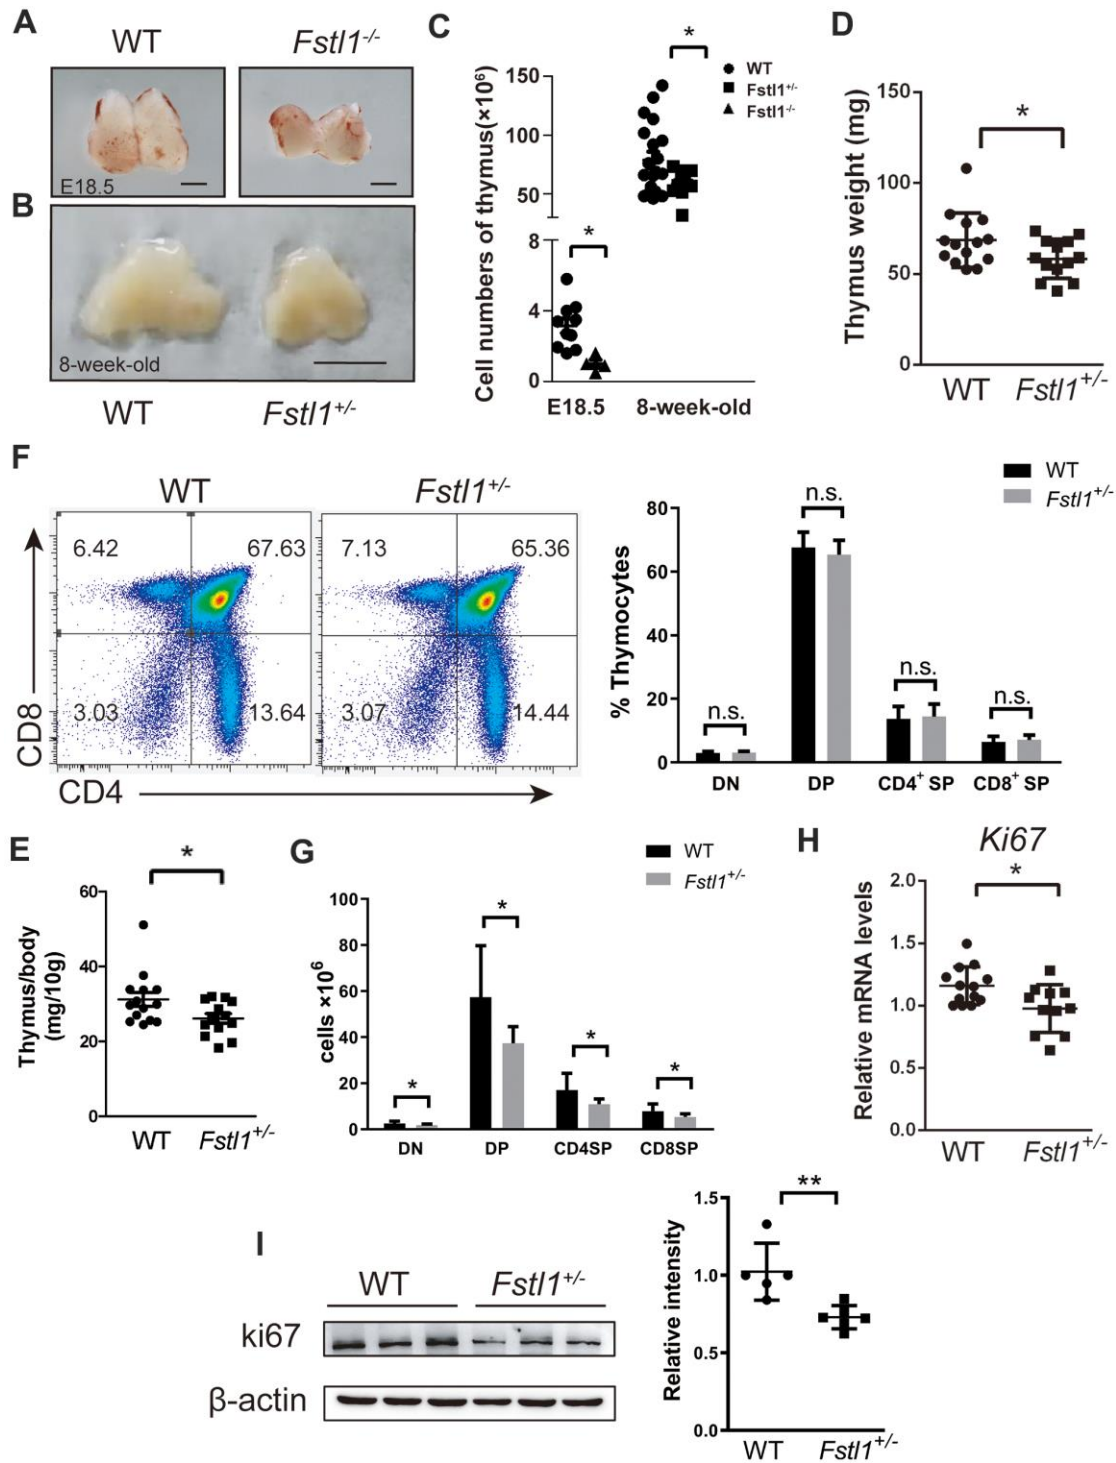 A
WT
Fstl1-/-
E18.5
B
8-week-old
WT
Fstl1+/-
C
Cell numbers of thymus(×10⁶)
150
100
50
8
4
0
*
*
WT
Fstl1+/-
Fstl1-/-
E18.5
8-week-old
D
Thymus weight (mg)
150
100
50
0
*
WT
Fstl1+/-
F
WT
Fstl1+/-
6.42
67.63
3.03
13.64
7.13
65.36
3.07
14.44
CD8
CD4
% Thymocytes
80
60
40
20
0
n.s.
n.s.
n.s.
n.s.
WT
Fstl1+/-
DN
DP
CD4⁺ SP
CD8⁺ SP
E
Thymus/body
(mg/10g)
60
40
20
0
*
WT
Fstl1+/-
G
cells ×10⁶
100
80
60
40
20
0
*
*
*
*
WT
Fstl1+/-
DN
DP
CD4SP
CD8SP
H
Ki67
Relative mRNA levels
2.0
1.5
1.0
0.5
0.0
*
WT
Fstl1+/-
I
WT
Fstl1+/-
ki67
β-actin
Relative intensity
1.5
1.0
0.5
0.0
**
WT
Fstl1+/-